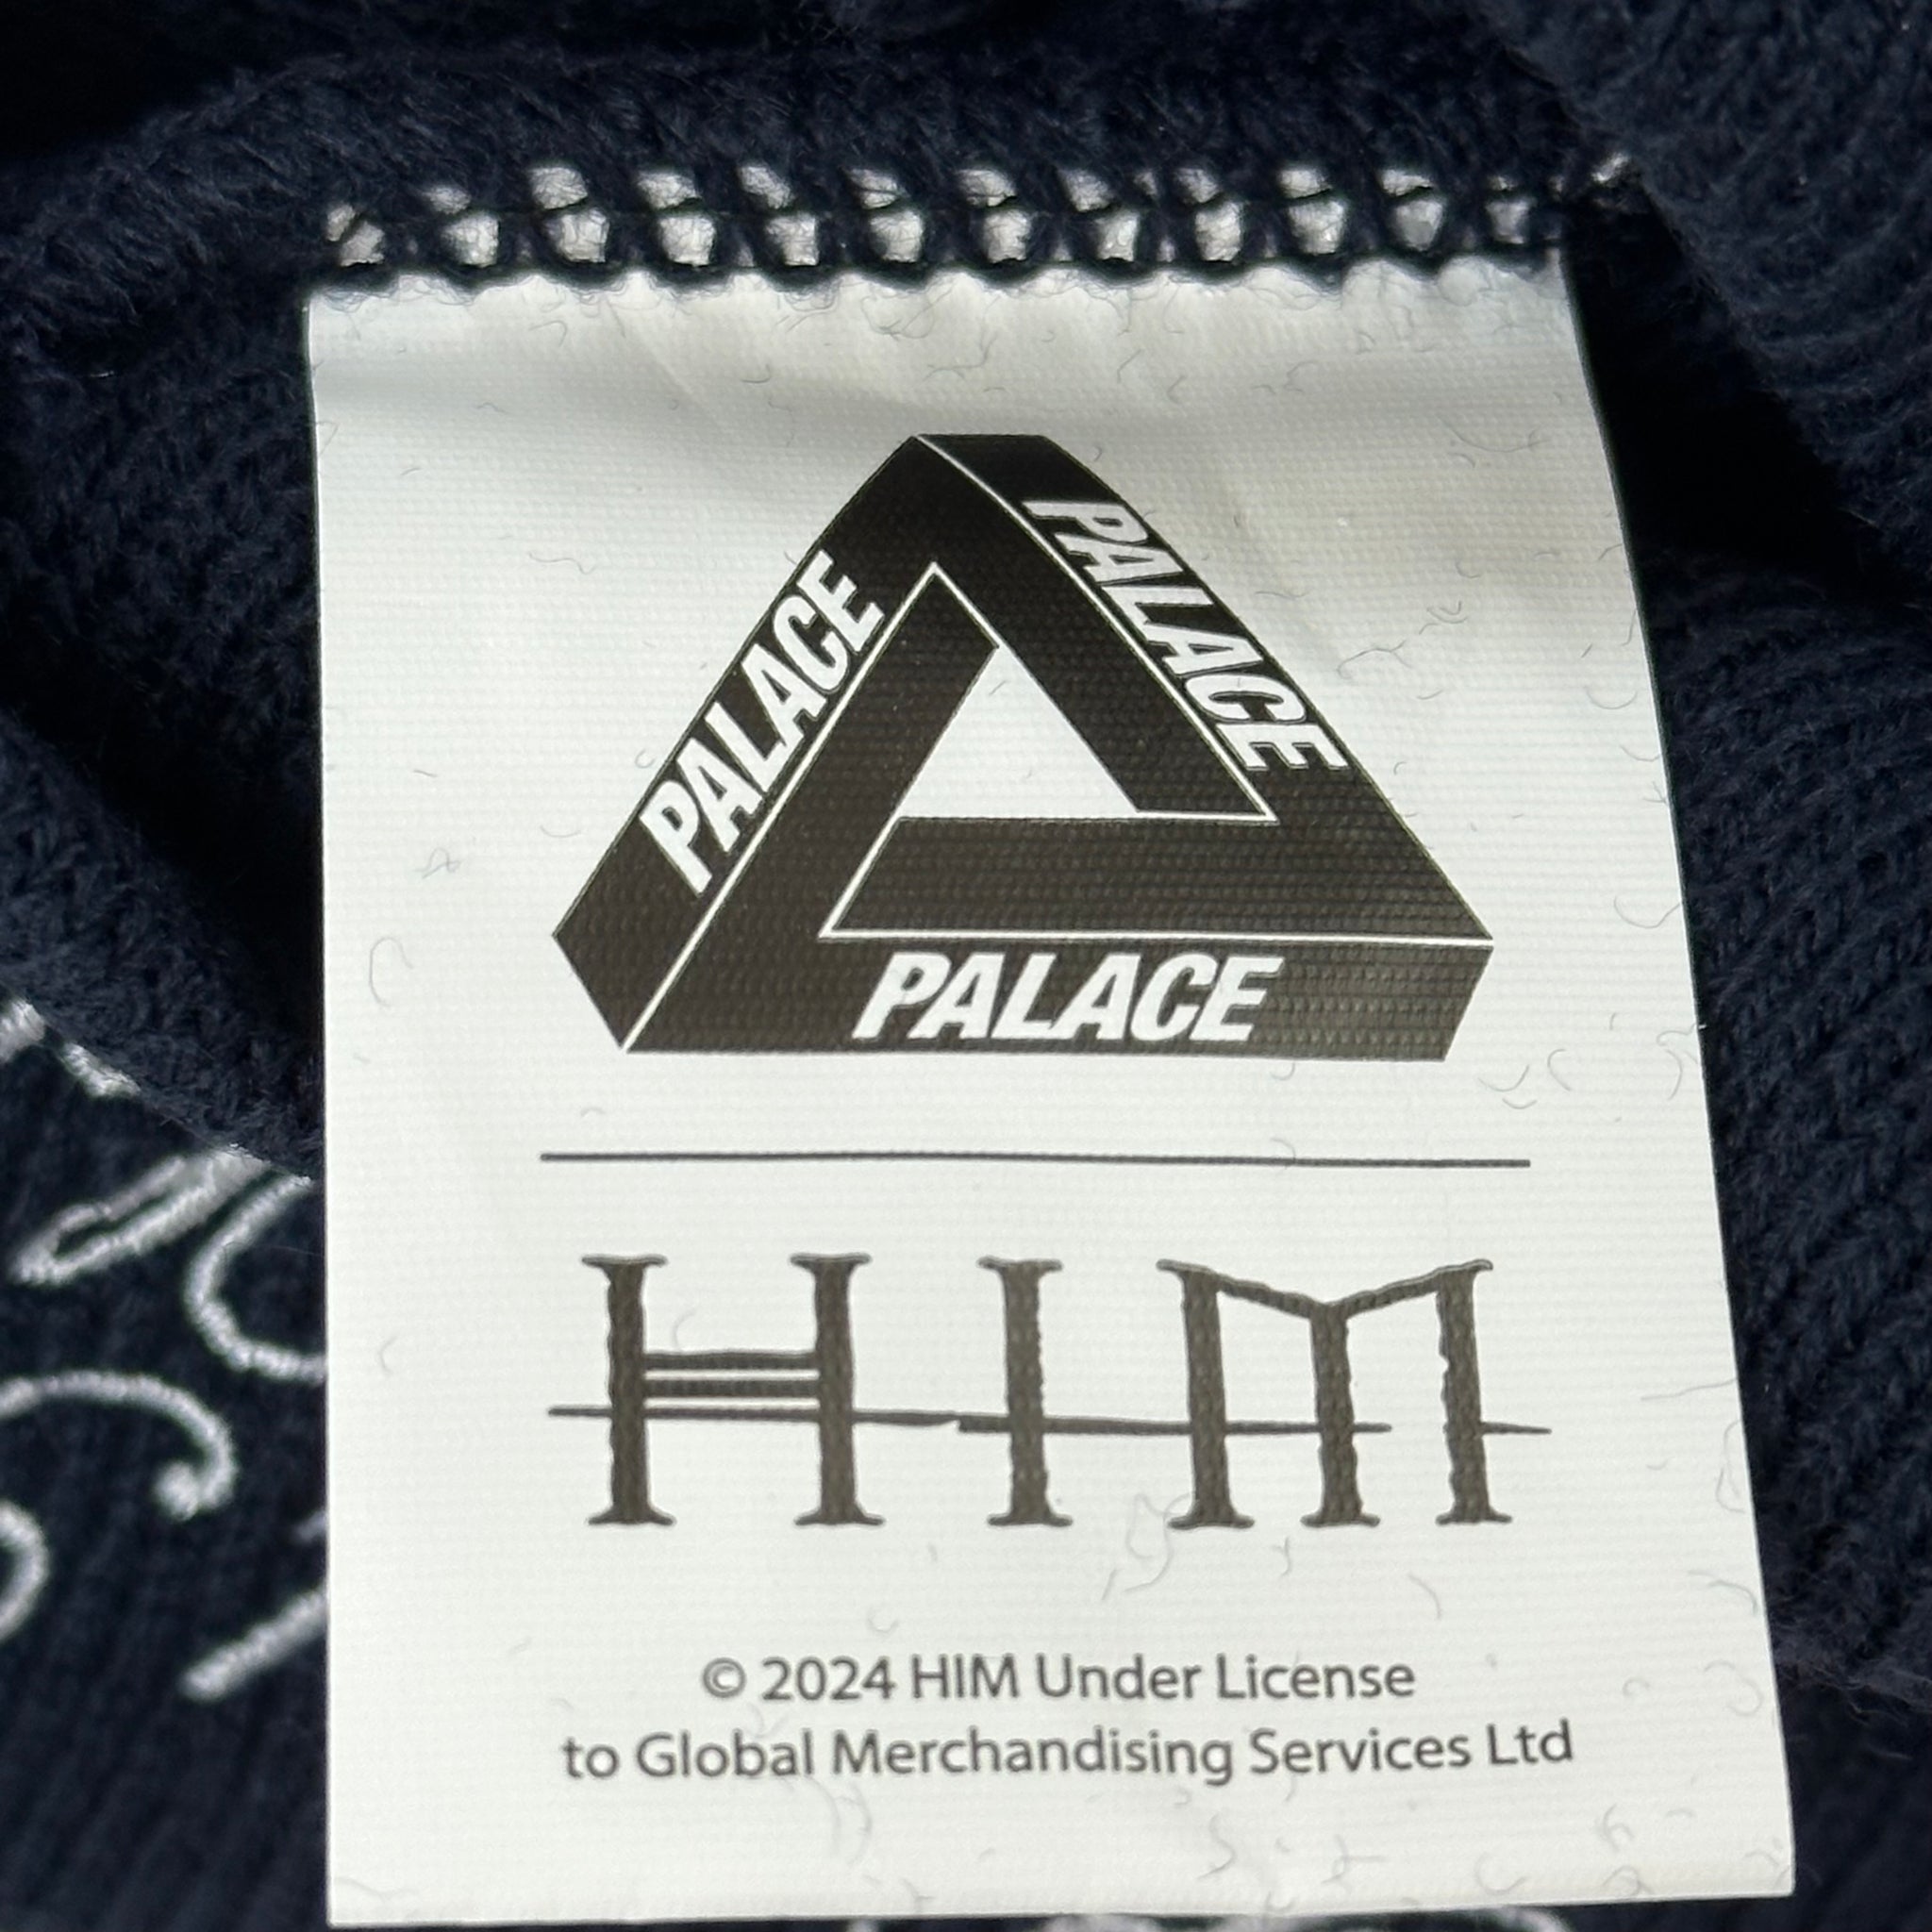 PALACE
PALACE
PALACE
HIM
© 2024 HIM Under License
to Global Merchandising Services Ltd